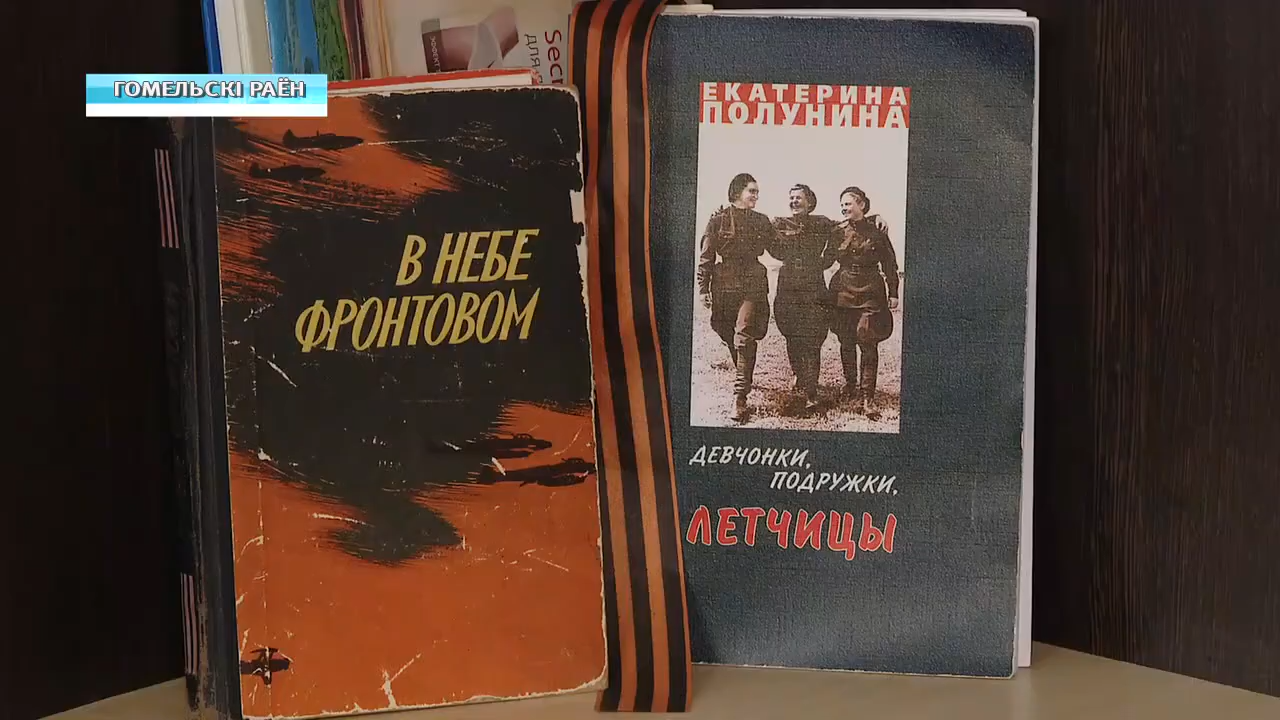 ГОМЕЛЬСКІ РАЁН
В НЕБЕ
ФРОНТОВОМ
ЕКАТЕРИНА
ПОЛУНИНА
ДЕВЧОНКИ,
ПОДРУЖКИ,
ЛЕТЧИЦЫ